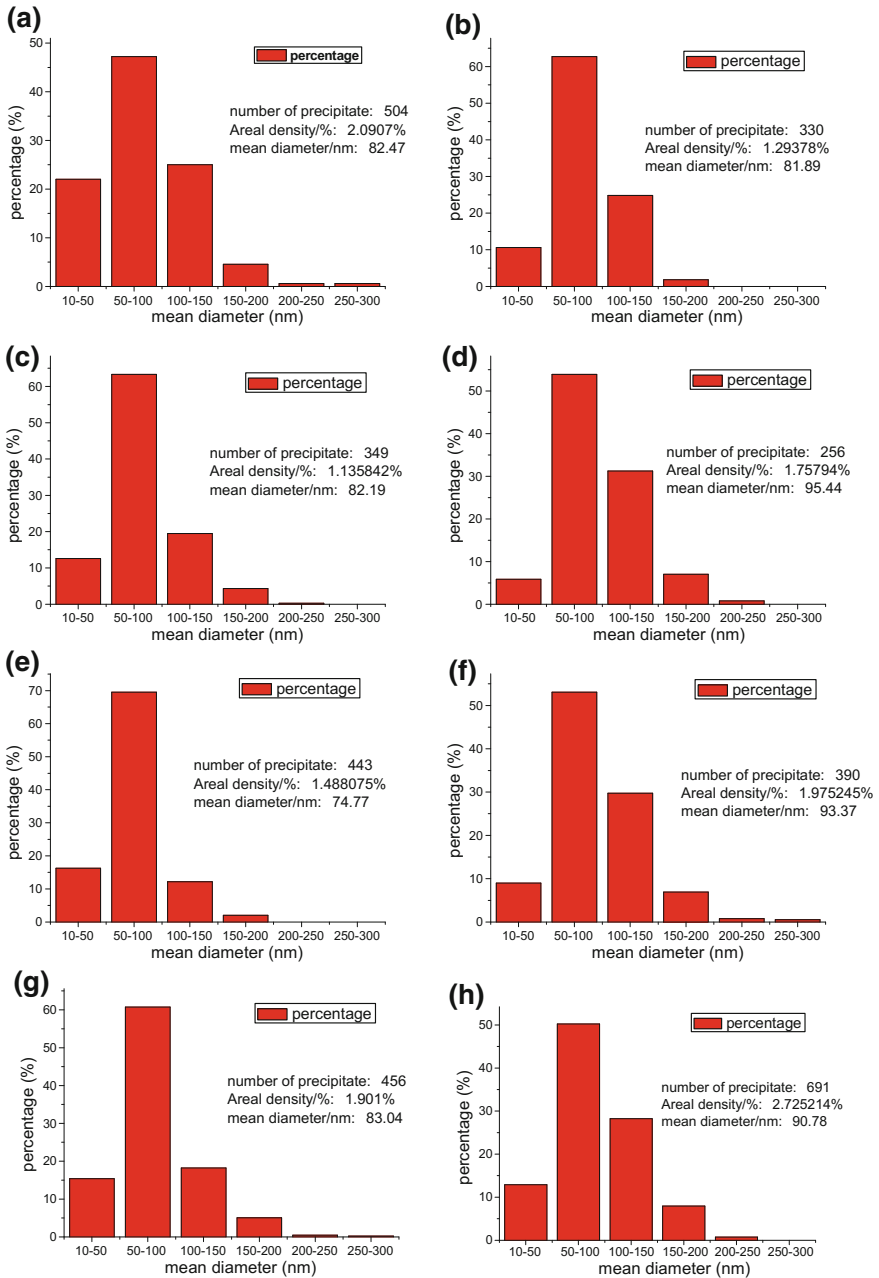 (a)
percentage
number of precipitate: 504
Areal density/%: 2.0907%
mean diameter/nm: 82.47
percentage (%)
50
40
30
20
10
0
10-50 50-100 100-150 150-200 200-250 250-300
mean diameter (nm)
(b)
percentage
number of precipitate: 330
Areal density/%: 1.29378%
mean diameter/nm: 81.89
percentage (%)
60
50
40
30
20
10
0
10-50 50-100 100-150 150-200 200-250 250-300
mean diameter (nm)
(c)
percentage
number of precipitate: 349
Areal density/%: 1.135842%
mean diameter/nm: 82.19
percentage (%)
60
50
40
30
20
10
0
10-50 50-100 100-150 150-200 200-250 250-300
mean diameter (nm)
(d)
percentage
number of precipitate: 256
Areal density/%: 1.75794%
mean diameter/nm: 95.44
percentage (%)
50
40
30
20
10
0
10-50 50-100 100-150 150-200 200-250 250-300
mean diameter (nm)
(e)
percentage
number of precipitate: 443
Areal density/%: 1.488075%
mean diameter/nm: 74.77
percentage (%)
70
60
50
40
30
20
10
0
10-50 50-100 100-150 150-200 200-250 250-300
mean diameter (nm)
(f)
percentage
number of precipitate: 390
Areal density/%: 1.975245%
mean diameter/nm: 93.37
percentage (%)
50
40
30
20
10
0
10-50 50-100 100-150 150-200 200-250 250-300
mean diameter (nm)
(g)
percentage
number of precipitate: 456
Areal density/%: 1.901%
mean diameter/nm: 83.04
percentage (%)
60
50
40
30
20
10
0
10-50 50-100 100-150 150-200 200-250 250-300
mean diameter (nm)
(h)
percentage
number of precipitate: 691
Areal density/%: 2.725214%
mean diameter/nm: 90.78
percentage (%)
50
40
30
20
10
0
10-50 50-100 100-150 150-200 200-250 250-300
mean diameter (nm)